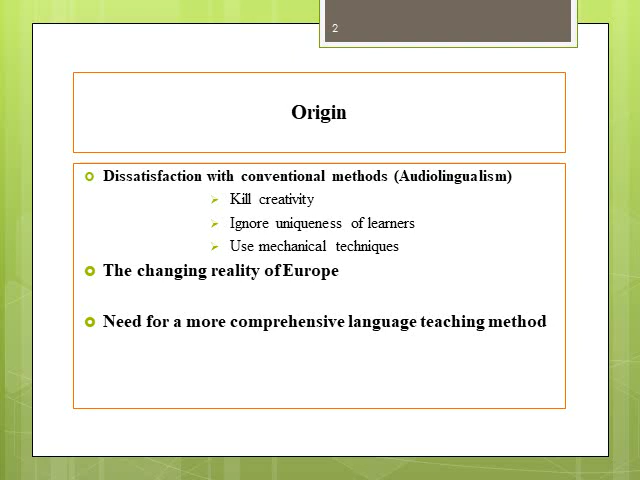 2
Origin
Dissatisfaction with conventional methods (Audiolingualism)
Kill creativity
Ignore uniqueness of learners
Use mechanical techniques
The changing reality of Europe
Need for a more comprehensive language teaching method